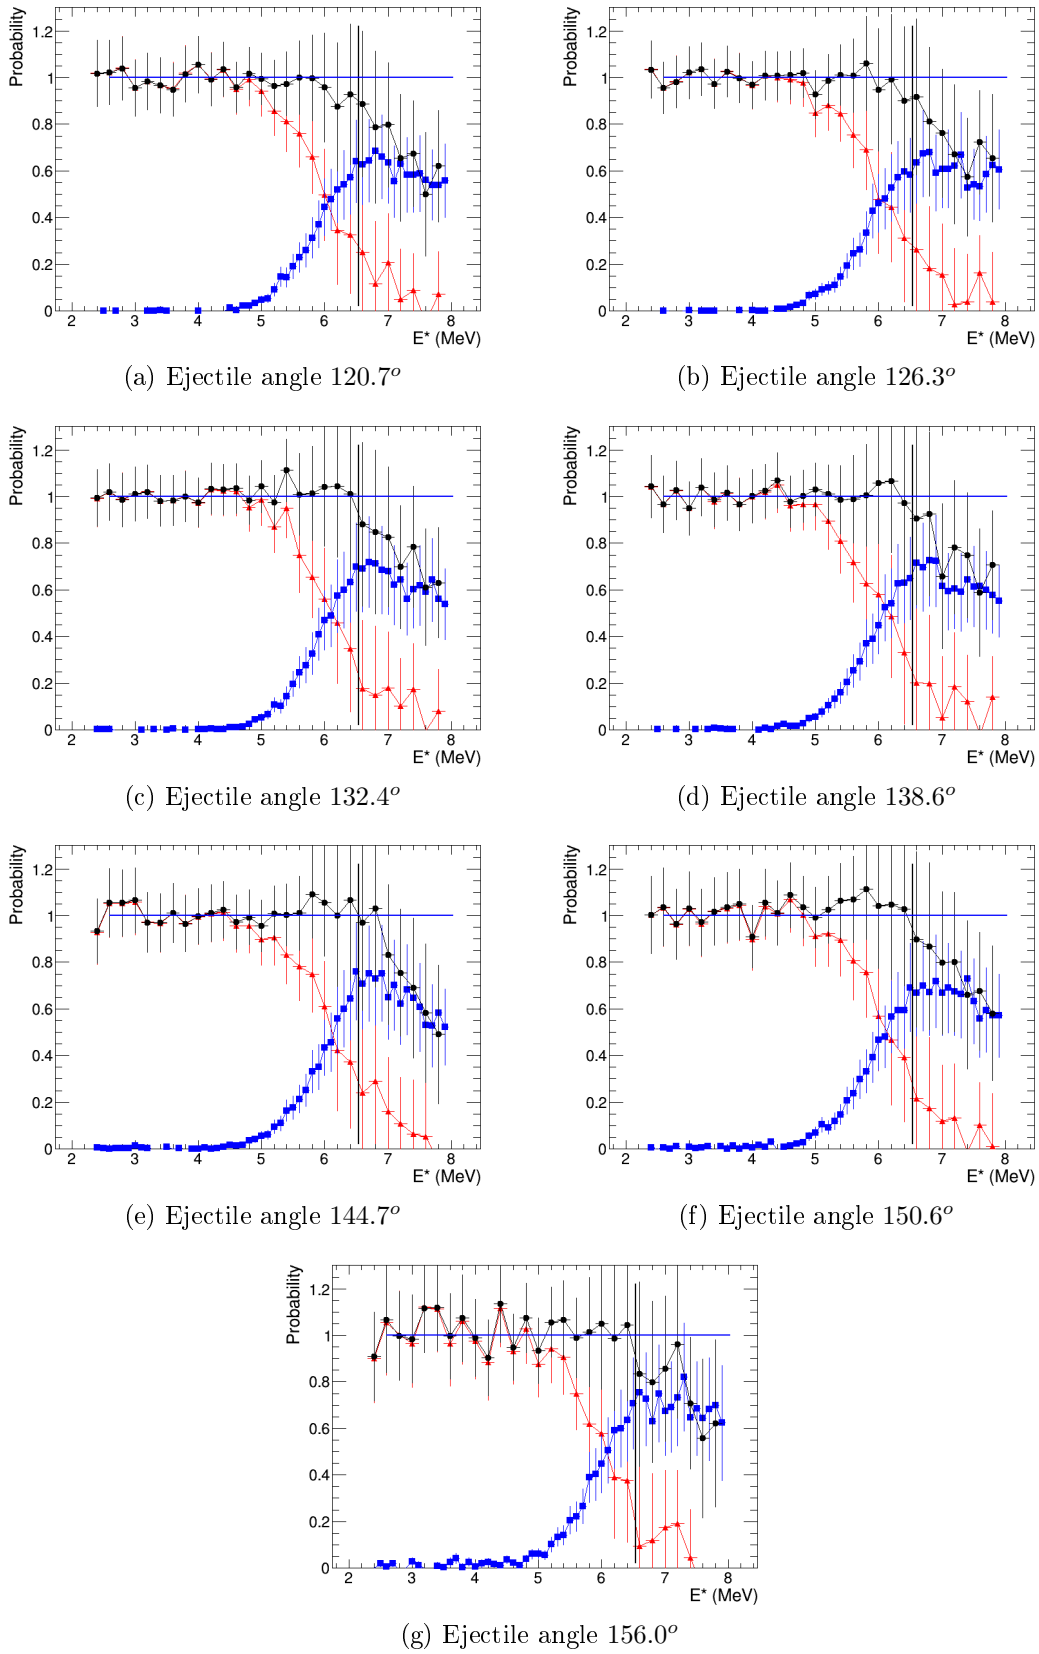 Probability
1.2
1
0.8
0.6
0.4
0.2
0
2 3 4 5 6 7 8
E* (MeV)
(a) Ejectile angle 120.7°
Probability
1.2
1
0.8
0.6
0.4
0.2
0
2 3 4 5 6 7 8
E* (MeV)
(b) Ejectile angle 126.3°
Probability
1.2
1
0.8
0.6
0.4
0.2
0
2 3 4 5 6 7 8
E* (MeV)
(c) Ejectile angle 132.4°
Probability
1.2
1
0.8
0.6
0.4
0.2
0
2 3 4 5 6 7 8
E* (MeV)
(d) Ejectile angle 138.6°
Probability
1.2
1
0.8
0.6
0.4
0.2
0
2 3 4 5 6 7 8
E* (MeV)
(e) Ejectile angle 144.7°
Probability
1.2
1
0.8
0.6
0.4
0.2
0
2 3 4 5 6 7 8
E* (MeV)
(f) Ejectile angle 150.6°
Probability
1.2
1
0.8
0.6
0.4
0.2
0
2 3 4 5 6 7 8
E* (MeV)
(g) Ejectile angle 156.0°